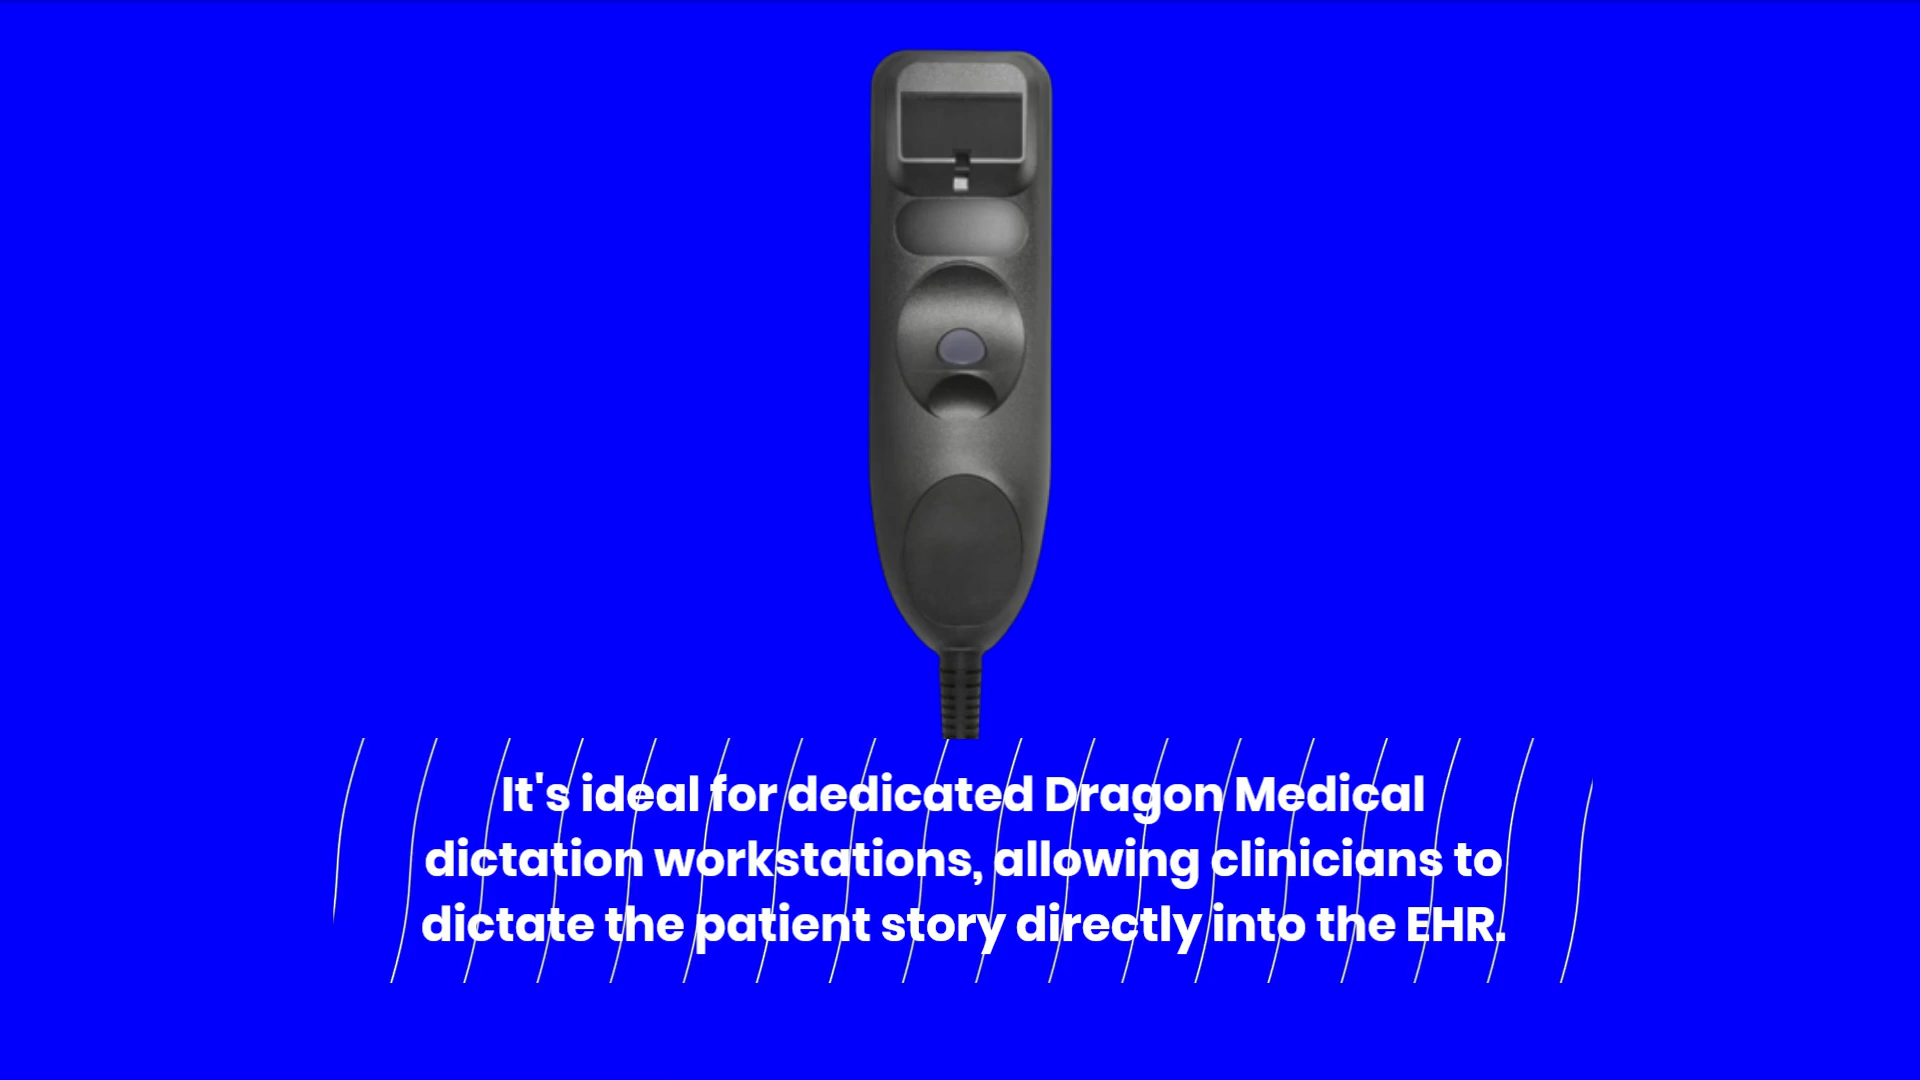 It's ideal for dedicated Dragon Medical
dictation workstations, allowing clinicians to
dictate the patient story directly into the EHR.